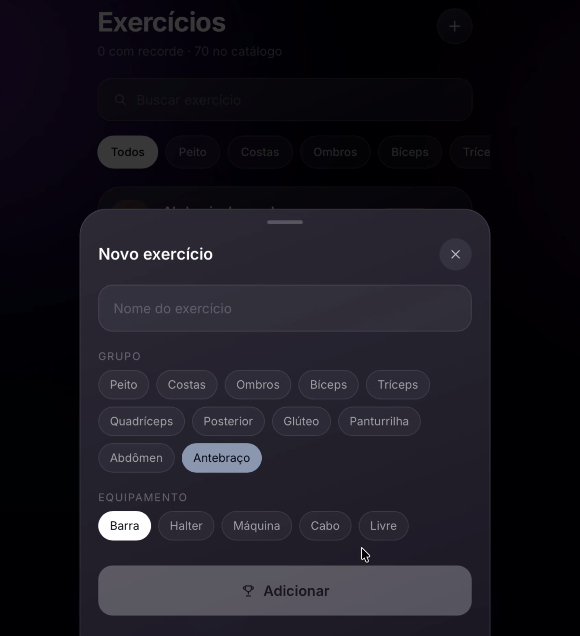 Exercícios
0 com recorde · 70 no catálogo
Buscar exercício
Todos Peito Costas Ombros Bíceps Tríce
Novo exercício
Nome do exercício
GRUPO
Peito Costas Ombros Bíceps Tríceps
Quadríceps Posterior Glúteo Panturrilha
Abdômen Antebraço
EQUIPAMENTO
Barra Halter Máquina Cabo Livre
Adicionar